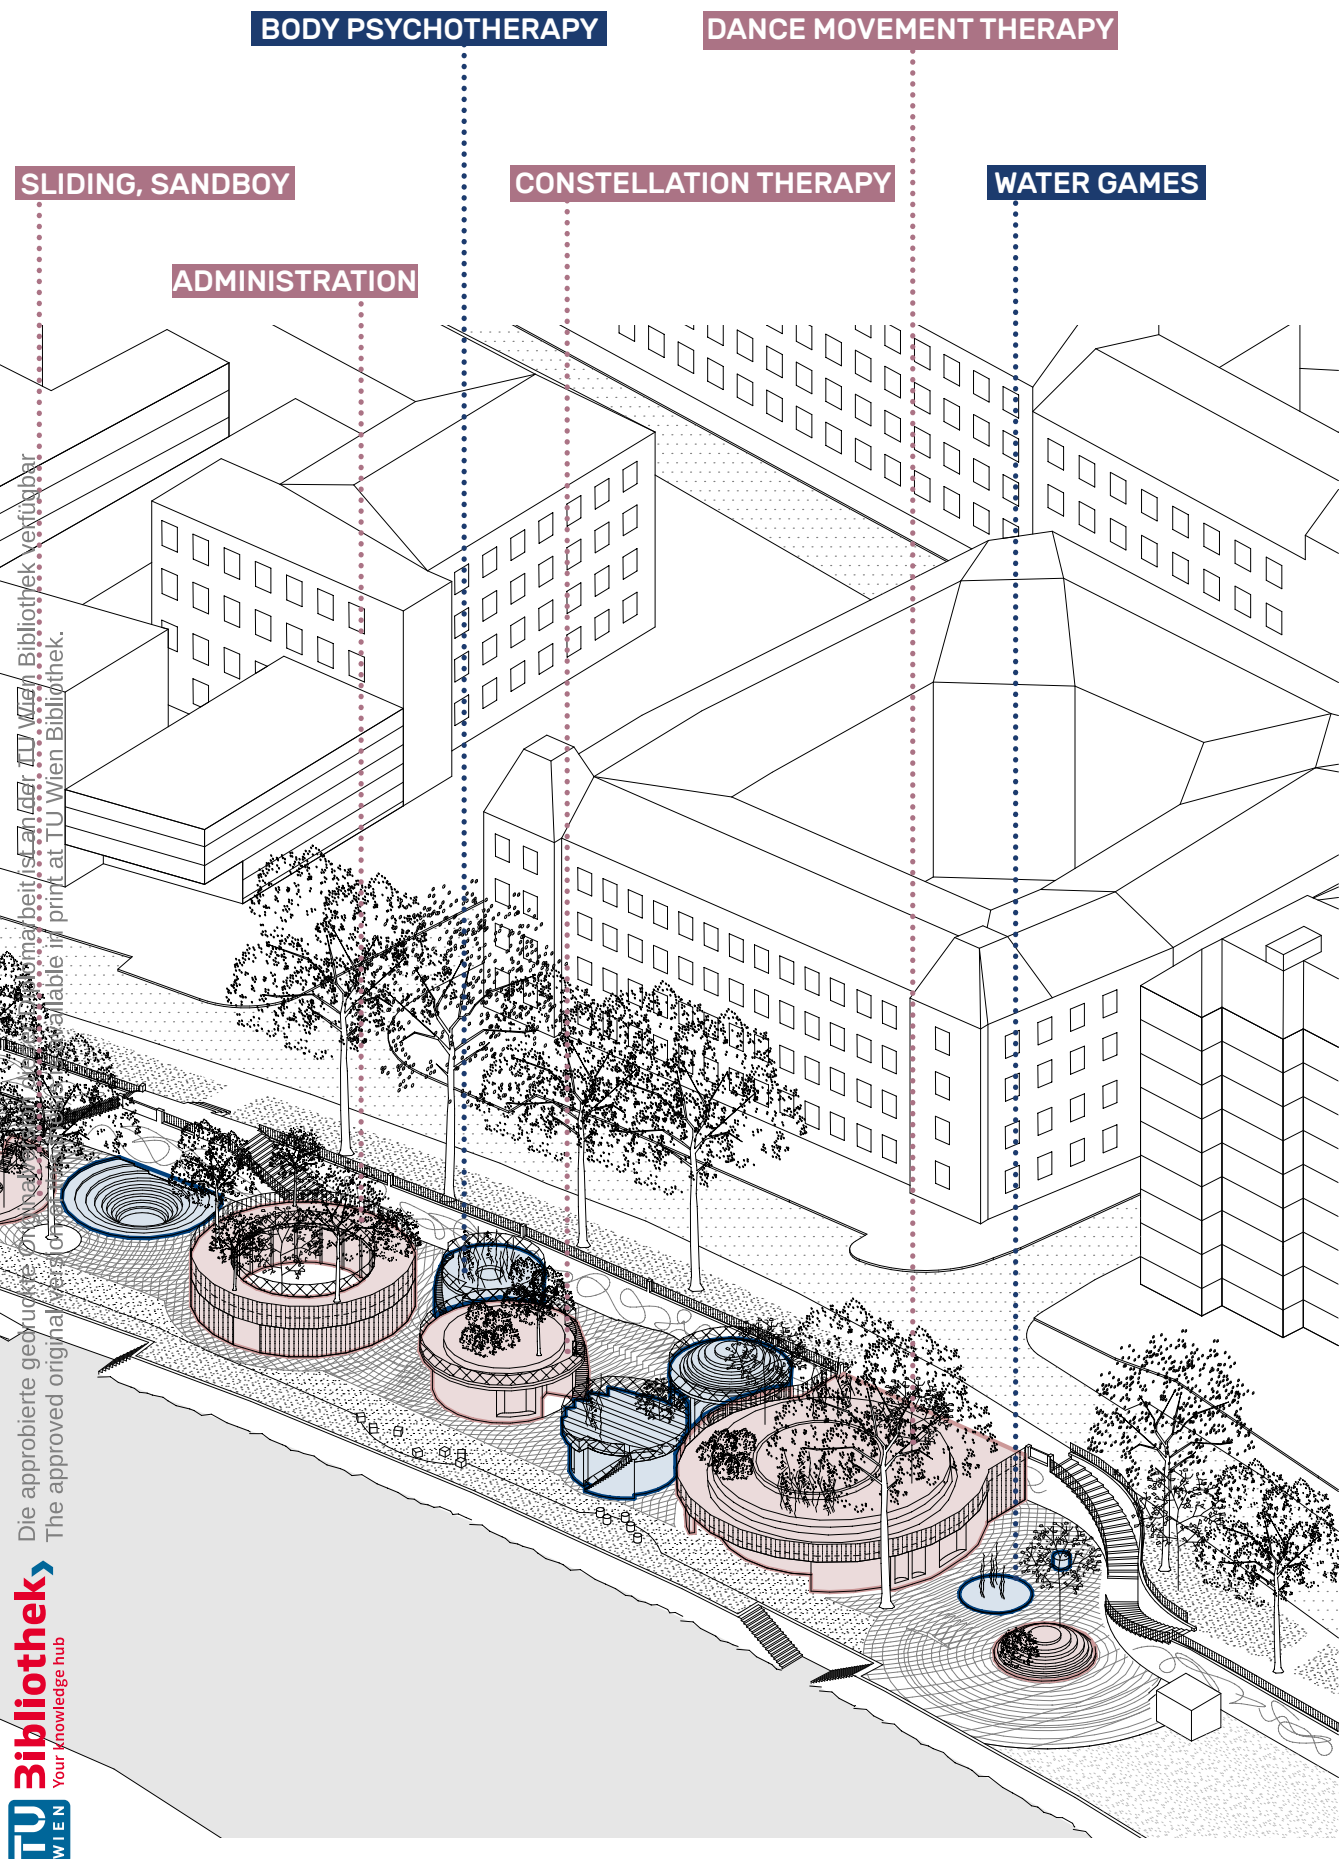 BODY PSYCHOTHERAPY
DANCE MOVEMENT THERAPY
SLIDING, SANDBOY
CONSTELLATION THERAPY
WATER GAMES
ADMINISTRATION
Die approbierte gedruckte Originalversion dieser Diplomarbeit ist an der TU Wien Bibliothek verfügbar
The approved original version of this thesis is available in print at TU Wien Bibliothek.
Bibliothek
Your knowledge hub
TU
WIEN